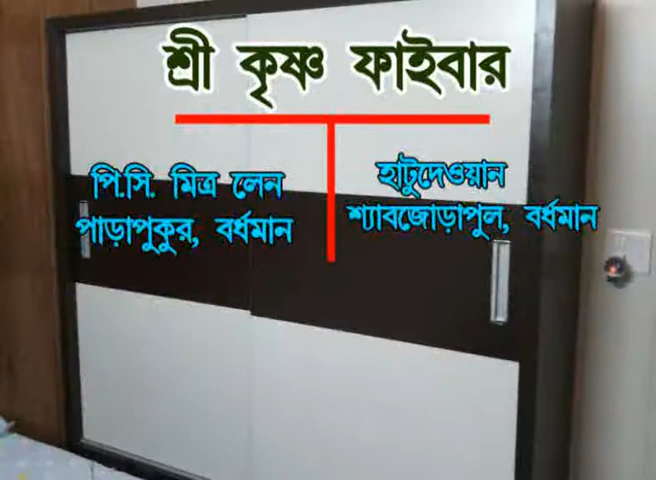 শ্রী কৃষ্ণ ফাইবার
পি.সি. মিত্র লেন
পাড়াপুকুর, বর্ধমান
হাটুদেওয়ান
শ্যাবজোড়াপুল, বর্ধমান